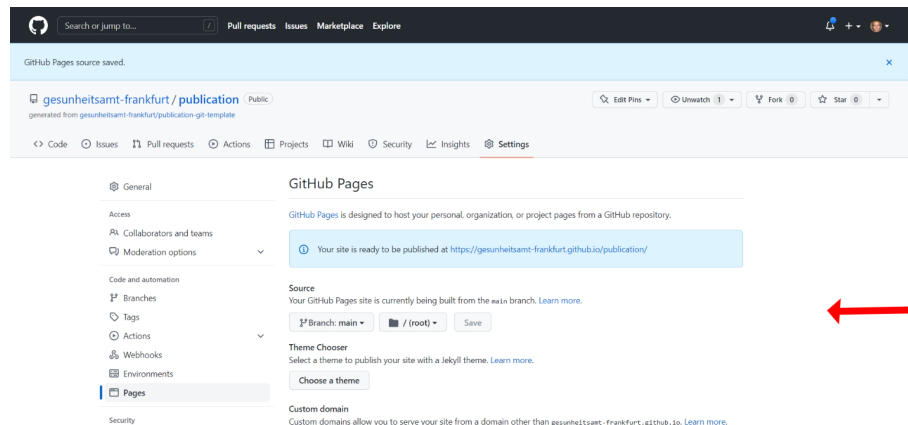 Search or jump to... / Pull requests Issues Marketplace Explore
GitHub Pages source saved.
gesunheitsamt-frankfurt / publication Public
Edit Pins Unwatch 1 Fork 0 Star 0
generated from gesunheitsamt-frankfurt/publication-git-template
Code Issues Pull requests Actions Projects Wiki Security Insights Settings
General
Access
Collaborators and teams
Moderation options
Code and automation
Branches
Tags
Actions
Webhooks
Environments
Pages
Security
GitHub Pages
GitHub Pages is designed to host your personal, organization, or project pages from a GitHub repository.
Your site is ready to be published at https://gesunheitsamt-frankfurt.github.io/publication/
Source
Your GitHub Pages site is currently being built from the main branch. Learn more.
Branch: main / (root) Save
Theme Chooser
Select a theme to publish your site with a Jekyll theme. Learn more.
Choose a theme
Custom domain
Custom domains allow you to serve your site from a domain other than gesunheitsamt-frankfurt.github.io. Learn more.